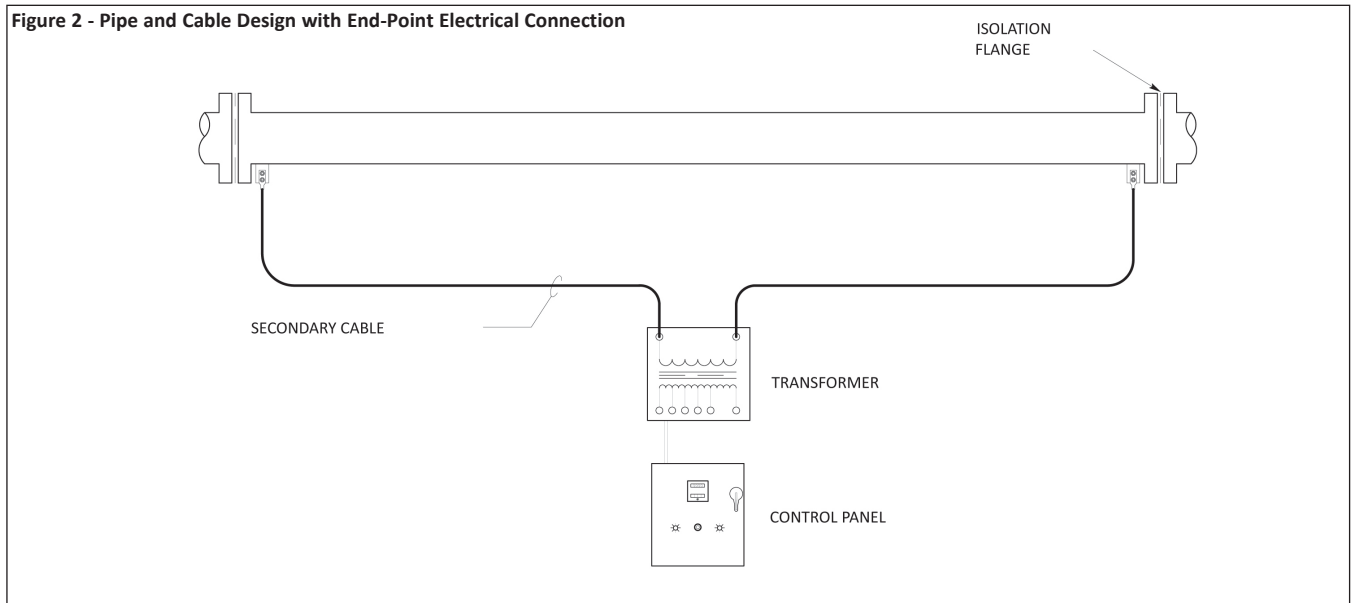 Figure 2 - Pipe and Cable Design with End-Point Electrical Connection
ISOLATION
FLANGE
SECONDARY CABLE
TRANSFORMER
CONTROL PANEL